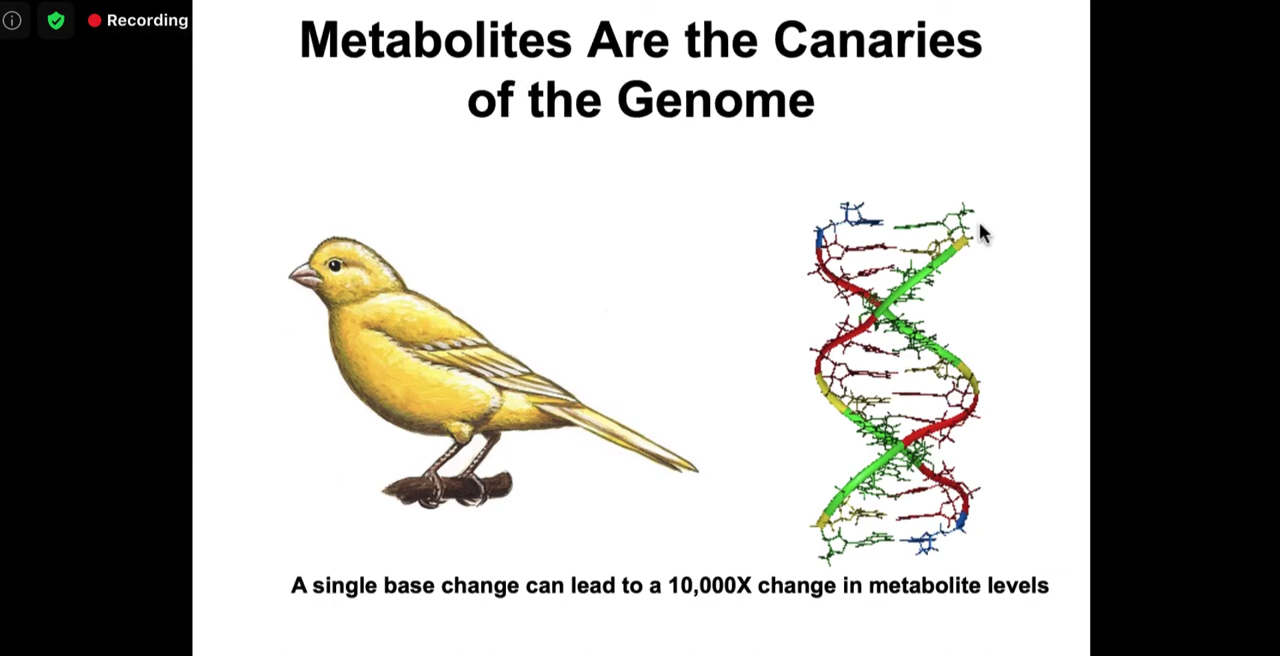 Recording
Metabolites Are the Canaries
of the Genome
A single base change can lead to a 10,000X change in metabolite levels